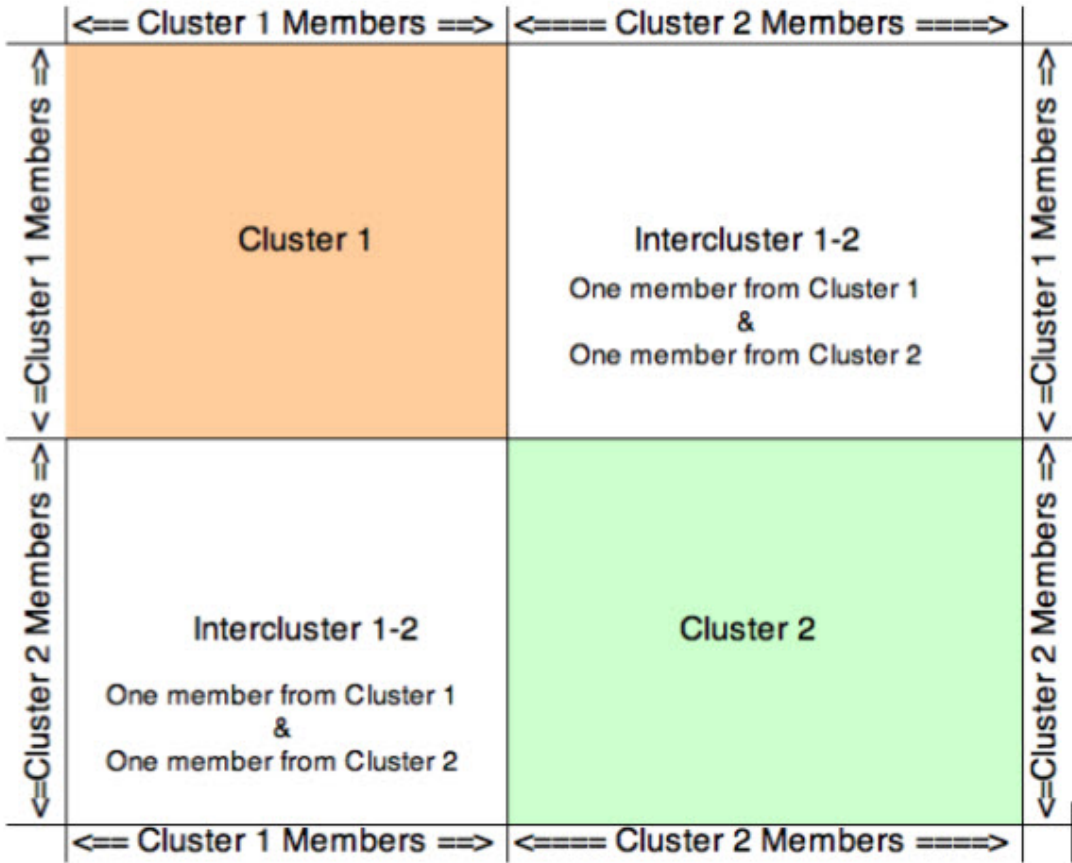 <== Cluster 1 Members ==>
<==== Cluster 2 Members ====>
< =Cluster 1 Members =>
Cluster 1
Intercluster 1-2
One member from Cluster 1
&
One member from Cluster 2
< =Cluster 1 Members =>
<=Cluster 2 Members =>
Intercluster 1-2
One member from Cluster 1
&
One member from Cluster 2
Cluster 2
<=Cluster 2 Members =>
<== Cluster 1 Members ==>
<==== Cluster 2 Members ====>